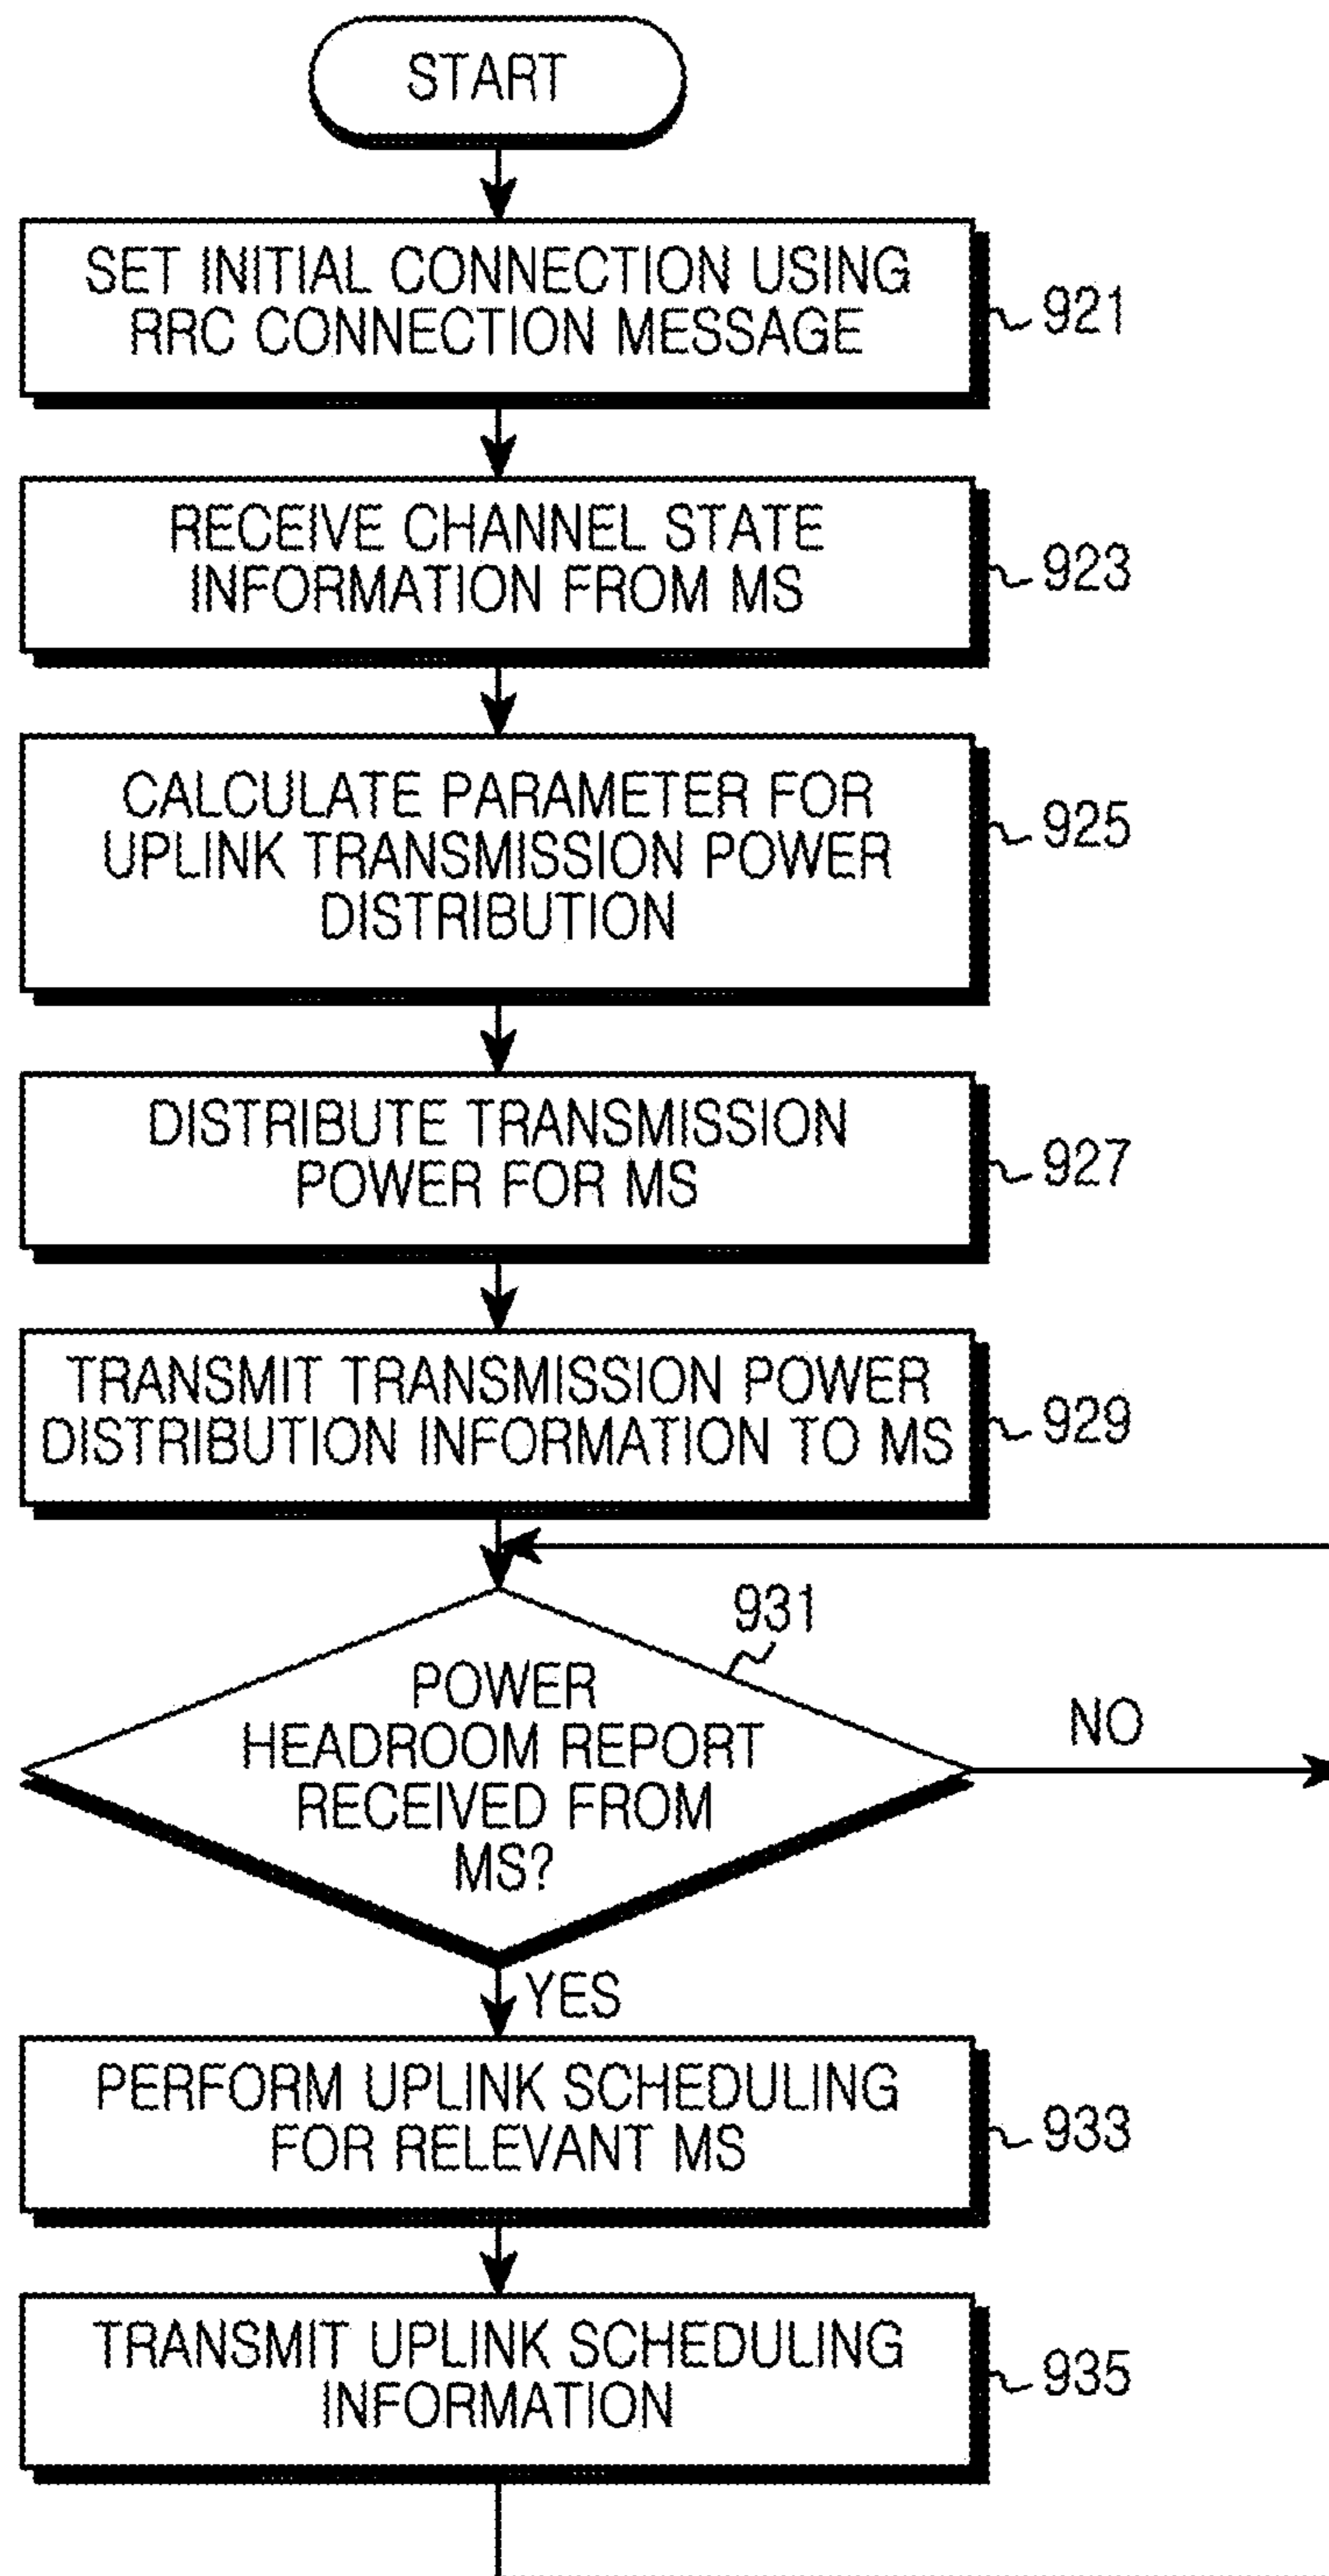 START
SET INITIAL CONNECTION USING
RRC CONNECTION MESSAGE
921
RECEIVE CHANNEL STATE
INFORMATION FROM MS
923
CALCULATE PARAMETER FOR
UPLINK TRANSMISSION POWER
DISTRIBUTION
925
DISTRIBUTE TRANSMISSION
POWER FOR MS
927
TRANSMIT TRANSMISSION POWER
DISTRIBUTION INFORMATION TO MS
929
931
POWER
HEADROOM REPORT
RECEIVED FROM
MS?
NO
YES
PERFORM UPLINK SCHEDULING
FOR RELEVANT MS
933
TRANSMIT UPLINK SCHEDULING
INFORMATION
935